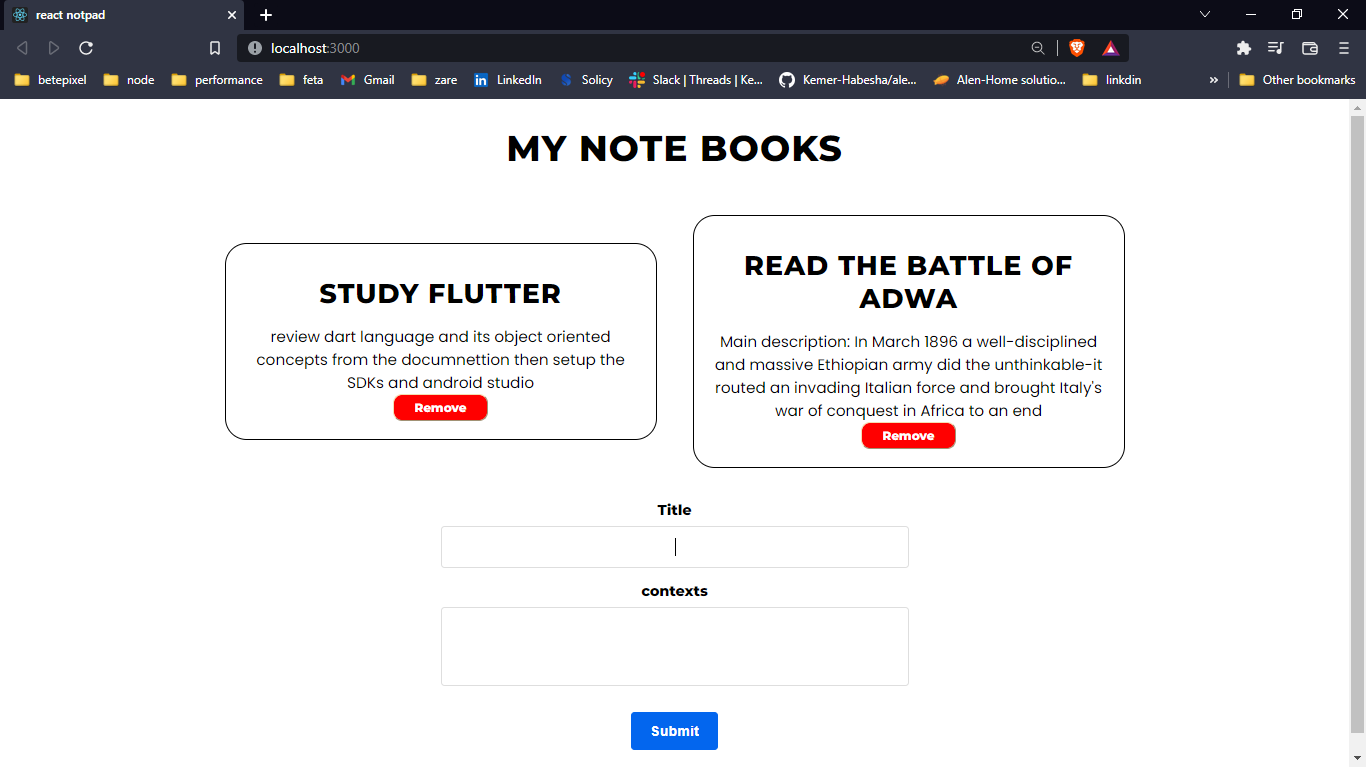 react notpad
localhost:3000
betepixel
node
performance
feta
Gmail
zare
LinkedIn
Solicy
Slack | Threads | Ke...
Kemer-Habesha/ale...
Alen-Home solutio...
linkdin
»
Other bookmarks
MY NOTE BOOKS
STUDY FLUTTER
review dart language and its object oriented
concepts from the documnettion then setup the
SDKs and android studio
Remove
READ THE BATTLE OF
ADWA
Main description: In March 1896 a well-disciplined
and massive Ethiopian army did the unthinkable-it
routed an invading Italian force and brought Italy's
war of conquest in Africa to an end
Remove
Title
contexts
Submit